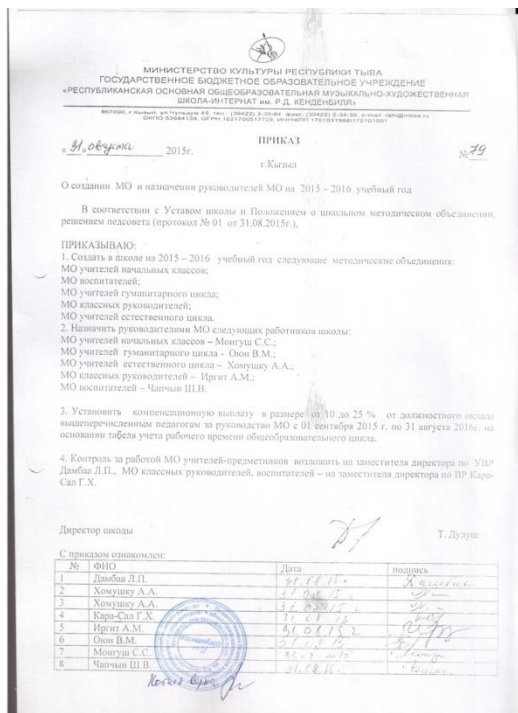 МИНИСТЕРСТВО КУЛЬТУРЫ РЕСПУБЛИКИ ТЫВА
ГОСУДАРСТВЕННОЕ БЮДЖЕТНОЕ ОБРАЗОВАТЕЛЬНОЕ УЧРЕЖДЕНИЕ
«РЕСПУБЛИКАНСКАЯ ОСНОВНАЯ ОБЩЕОБРАЗОВАТЕЛЬНАЯ МУЗЫКАЛЬНО-ХУДОЖЕСТВЕННАЯ
ШКОЛА-ИНТЕРНАТ им. Р.Д. КЕНДЕНБИЛЯ»
ПРИКАЗ
«31» августа 2015г. №79
г.Кызыл
О создании МО и назначении руководителей МО на 2015 – 2016 учебный год
В соответствии с Уставом школы и Положением о школьном методическом объединении,
решением педсовета (протокол № 01 от 31.08.2015г.),
ПРИКАЗЫВАЮ:
1. Создать в школе на 2015 – 2016 учебный год следующие методические объединения:
МО учителей начальных классов;
МО воспитателей;
МО учителей гуманитарного цикла;
МО классных руководителей;
МО учителей естественного цикла.
2. Назначить руководителями МО следующих работников школы:
МО учителей начальных классов – Монгуш С.С.;
МО учителей гуманитарного цикла - Оюн В.М.;
МО учителей естественного цикла – Хомушку А.А.;
МО классных руководителей – Иргит А.М.;
МО воспитателей – Чапчын Ш.В.
3. Установить компенсационную выплату в размере от 10 до 25 % от должностного оклада
вышеперечисленным педагогам за руководство МО с 01 сентября 2015 г. по 31 августа 2016г. на
основании табеля учета рабочего времени общеобразовательного цикла.
4. Контроль за работой МО учителей-предметников возложить на заместителя директора по УВР
Дамбаа Л.П., МО классных руководителей, воспитателей – на заместителя директора по ВР Кара-
Сал Г.Х.
Директор школы Т. Дулуш
С приказом ознакомлен:
№ ФИО Дата подпись
1 Дамбаа Л.П.
2 Хомушку А.А.
3 Хомушку А.А.
4 Кара-Сал Г.Х.
5 Иргит А.М. 31.08.15г
6 Оюн В.М.
7 Монгуш С.С.
8 Чапчын Ш.В.
Копия верна